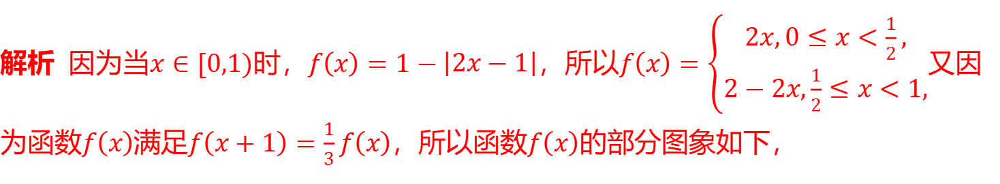 解析 因为当$x \in [0,1)$时，$f(x) = 1 - |2x - 1|$，所以$f(x) = \begin{cases} 2x, 0 \le x < \frac{1}{2}, \\ 2 - 2x, \frac{1}{2} \le x < 1, \end{cases}$又因
为函数$f(x)$满足$f(x + 1) = \frac{1}{3}f(x)$，所以函数$f(x)$的部分图象如下，